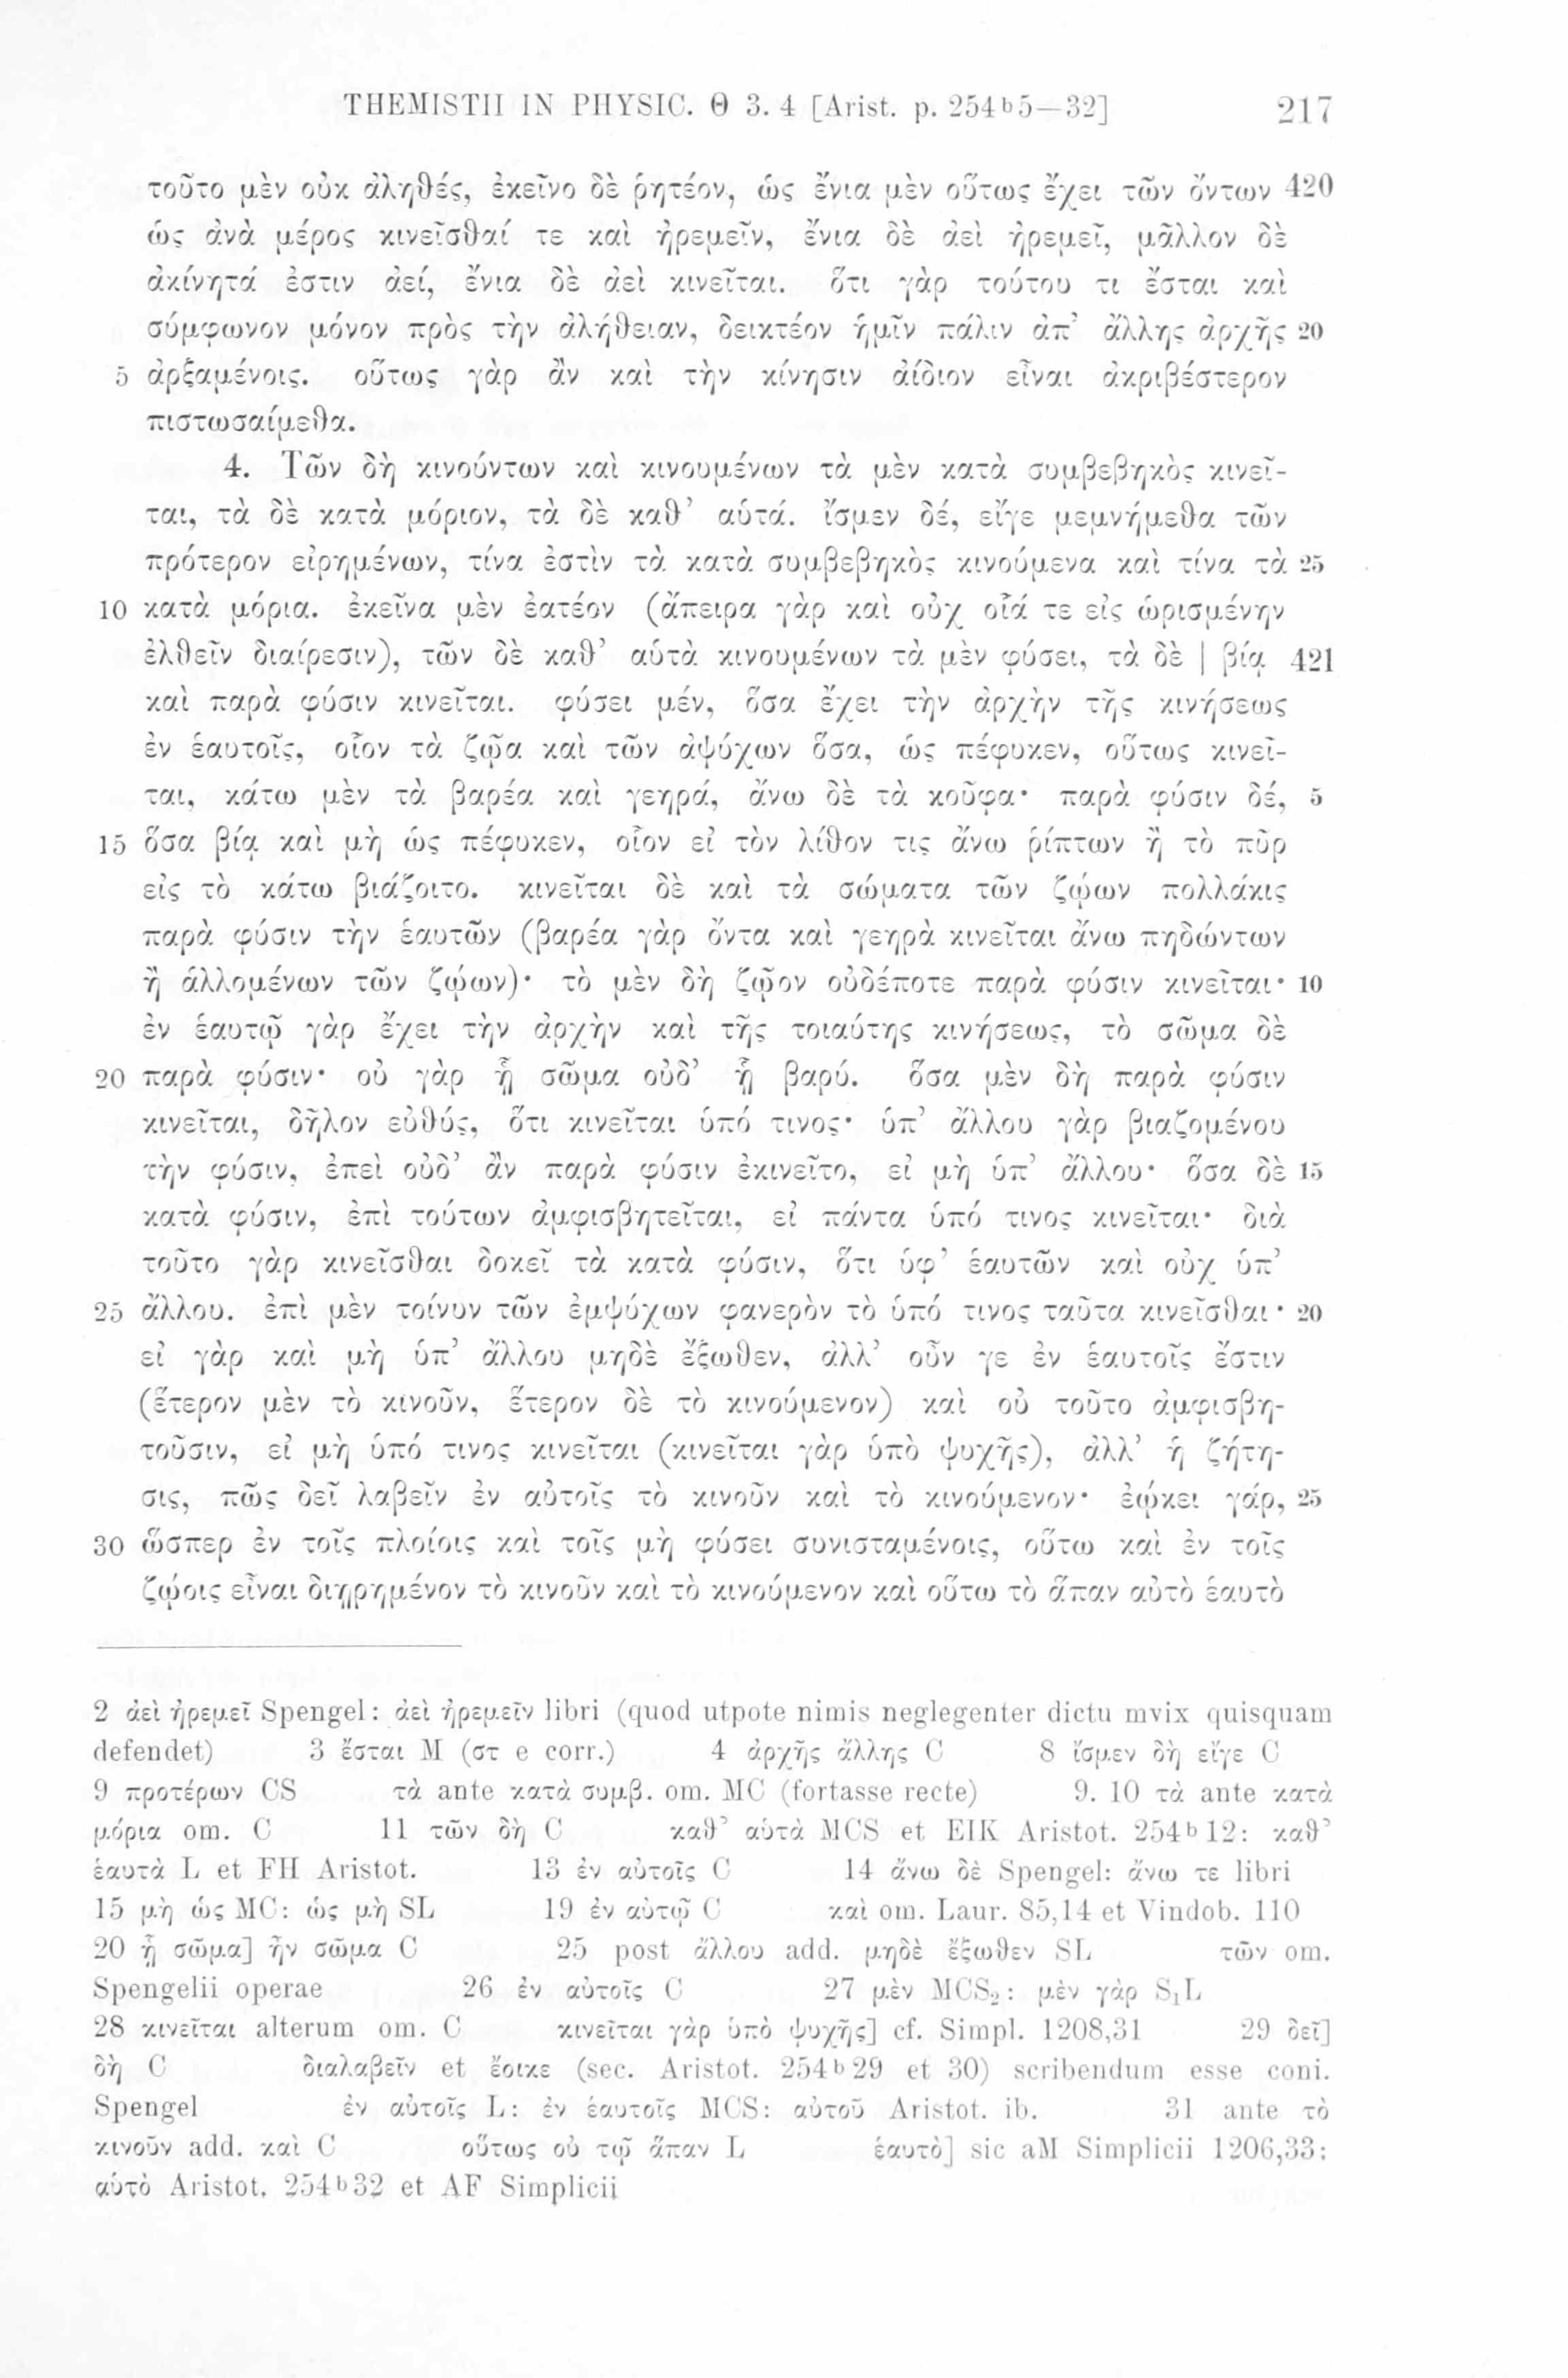 THEMISTII IN PHYSIC. Θ 3. 4 [Arist. p. 254ᵇ5—32] 217
τοῦτο μὲν οὐκ ἀληθές, ἐκεῖνο δὲ ῥητέον, ὡς ἔνια μὲν οὕτως ἔχει τῶν ὄντων 420
ὡς ἀνὰ μέρος κινεῖσθαί τε καὶ ἠρεμεῖν, ἔνια δὲ ἀεὶ ἠρεμεῖ, μᾶλλον δὲ
ἀκίνητά ἐστιν ἀεί, ἔνια δὲ ἀεὶ κινεῖται. ὅτι γὰρ τούτου τι ἔσται καὶ
σύμφωνον μόνον πρὸς τὴν ἀλήθειαν, δεικτέον ἡμῖν πάλιν ἀπ’ ἄλλης ἀρχῆς 20
5 ἀρξαμένοις. οὕτως γὰρ ἂν καὶ τὴν κίνησιν ἀίδιον εἶναι ἀκριβέστερον
πιστωσαίμεθα.
4. Τῶν δὴ κινούντων καὶ κινουμένων τὰ μὲν κατὰ συμβεβηκὸς κινεῖ-
ται, τὰ δὲ κατὰ μόριον, τὰ δὲ καθ’ αὑτά. ἴσμεν δέ, εἴγε μεμνήμεθα τῶν
πρότερον εἰρημένων, τίνα ἐστὶν τὰ κατὰ συμβεβηκὸς κινούμενα καὶ τίνα τὰ 25
10 κατὰ μόρια. ἐκεῖνα μὲν ἐατέον (ἄπειρα γὰρ καὶ οὐχ οἷά τε εἰς ὡρισμένην
ἐλθεῖν διαίρεσιν), τῶν δὲ καθ’ αὑτὰ κινουμένων τὰ μὲν φύσει, τὰ δὲ | βίᾳ 421
καὶ παρὰ φύσιν κινεῖται. φύσει μέν, ὅσα ἔχει τὴν ἀρχὴν τῆς κινήσεως
ἐν ἑαυτοῖς, οἷον τὰ ζῷα καὶ τῶν ἀψύχων ὅσα, ὡς πέφυκεν, οὕτως κινεῖ-
ται, κάτω μὲν τὰ βαρέα καὶ γεηρά, ἄνω δὲ τὰ κοῦφα· παρὰ φύσιν δέ, 5
15 ὅσα βίᾳ καὶ μὴ ὡς πέφυκεν, οἷον εἰ τὸν λίθον τις ἄνω ῥίπτων ἢ τὸ πῦρ
εἰς τὸ κάτω βιάζοιτο. κινεῖται δὲ καὶ τὰ σώματα τῶν ζῴων πολλάκις
παρὰ φύσιν τὴν ἑαυτῶν (βαρέα γὰρ ὄντα καὶ γεηρὰ κινεῖται ἄνω πηδώντων
ἢ ἁλλομένων τῶν ζῴων)· τὸ μὲν δὴ ζῷον οὐδέποτε παρὰ φύσιν κινεῖται· 10
ἐν ἑαυτῷ γὰρ ἔχει τὴν ἀρχὴν καὶ τῆς τοιαύτης κινήσεως, τὸ σῶμα δὲ
20 παρὰ φύσιν· οὐ γὰρ ᾗ σῶμα οὐδ’ ᾗ βαρύ. ὅσα μὲν δὴ παρὰ φύσιν
κινεῖται, δῆλον εὐθύς, ὅτι κινεῖται ὑπό τινος· ὑπ’ ἄλλου γὰρ βιαζομένου
τὴν φύσιν, ἐπεὶ οὐδ’ ἂν παρὰ φύσιν ἐκινεῖτο, εἰ μὴ ὑπ’ ἄλλου· ὅσα δὲ 15
κατὰ φύσιν, ἐπὶ τούτων ἀμφισβητεῖται, εἰ πάντα ὑπό τινος κινεῖται· διὰ
τοῦτο γὰρ κινεῖσθαι δοκεῖ τὰ κατὰ φύσιν, ὅτι ὑφ’ ἑαυτῶν καὶ οὐχ ὑπ’
25 ἄλλου. ἐπὶ μὲν τοίνυν τῶν ἐμψύχων φανερὸν τὸ ὑπό τινος ταῦτα κινεῖσθαι· 20
εἰ γὰρ καὶ μὴ ὑπ’ ἄλλου μηδὲ ἔξωθεν, ἀλλ’ οὖν γε ἐν ἑαυτοῖς ἔστιν
(ἕτερον μὲν τὸ κινοῦν, ἕτερον δὲ τὸ κινούμενον) καὶ οὐ τοῦτο ἀμφισβη-
τοῦσιν, εἰ μὴ ὑπό τινος κινεῖται (κινεῖται γὰρ ὑπὸ ψυχῆς), ἀλλ’ ἡ ζήτη-
σις, πῶς δεῖ λαβεῖν ἐν αὐτοῖς τὸ κινοῦν καὶ τὸ κινούμενον· ἐῴκει γάρ, 25
30 ὥσπερ ἐν τοῖς πλοίοις καὶ τοῖς μὴ φύσει συνισταμένοις, οὕτω καὶ ἐν τοῖς
ζῴοις εἶναι διῃρημένον τὸ κινοῦν καὶ τὸ κινούμενον καὶ οὕτω τὸ ἅπαν αὐτὸ ἑαυτὸ
2 ἀεὶ ἠρεμεῖ Spengel: ἀεὶ ἠρεμεῖν libri (quod utpote nimis neglegenter dictu mvix quisquam
defendet) 3 ἔσται M (στ e corr.) 4 ἀρχῆς ἄλλης C 8 ἴσμεν δὴ εἴγε C
9 προτέρων CS τὰ ante κατὰ συμβ. om. MC (fortasse recte) 9. 10 τὰ ante κατὰ
μόρια om. C 11 τῶν δὴ C καθ’ αὑτὰ MCS et EIK Aristot. 254ᵇ12: καθ’
ἑαυτὰ L et FH Aristot. 13 ἐν αὐτοῖς C 14 ἄνω δὲ Spengel: ἄνω τε libri
15 μὴ ὡς MC: ὡς μὴ SL 19 ἐν αὐτῷ C καὶ om. Laur. 85,14 et Vindob. 110
20 ᾗ σῶμα] ἦν σῶμα C 25 post ἄλλου add. μηδὲ ἔξωθεν SL τῶν om.
Spengelii operae 26 ἐν αὐτοῖς C 27 μὲν MCS₂: μὲν γὰρ S₁L
28 κινεῖται alterum om. C κινεῖται γὰρ ὑπὸ ψυχῆς] cf. Simpl. 1208,31 29 δεῖ]
δὴ C διαλαβεῖν et ἔοικε (sec. Aristot. 254ᵇ29 et 30) scribendum esse coni.
Spengel ἐν αὐτοῖς L: ἐν ἑαυτοῖς MCS: αὐτοῦ Aristot. ib. 31 ante τὸ
κινοῦν add. καὶ C οὕτως οὐ τῷ ἅπαν L ἑαυτὸ] sic aM Simplicii 1206,33:
αὑτὸ Aristot. 254ᵇ32 et AF Simplicii